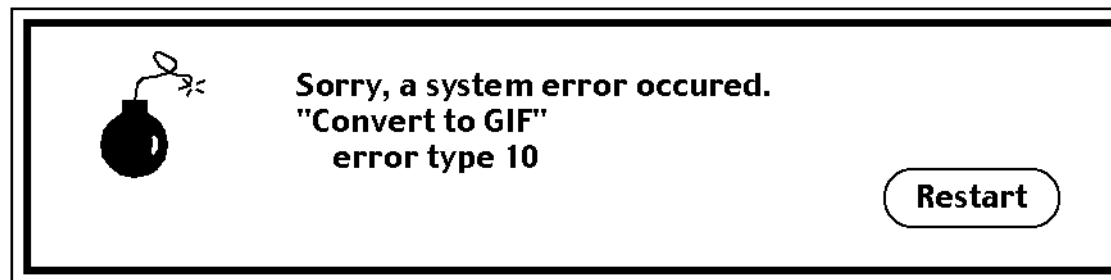 Sorry, a system error occured.
"Convert to GIF"
error type 10
Restart